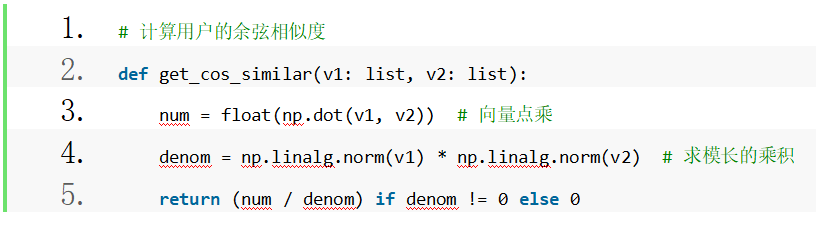 1. # 计算用户的余弦相似度
2. def get_cos_similar(v1: list, v2: list):
3. num = float(np.dot(v1, v2))  # 向量点乘
4. denom = np.linalg.norm(v1) * np.linalg.norm(v2)  # 求模长的乘积
5. return (num / denom) if denom != 0 else 0